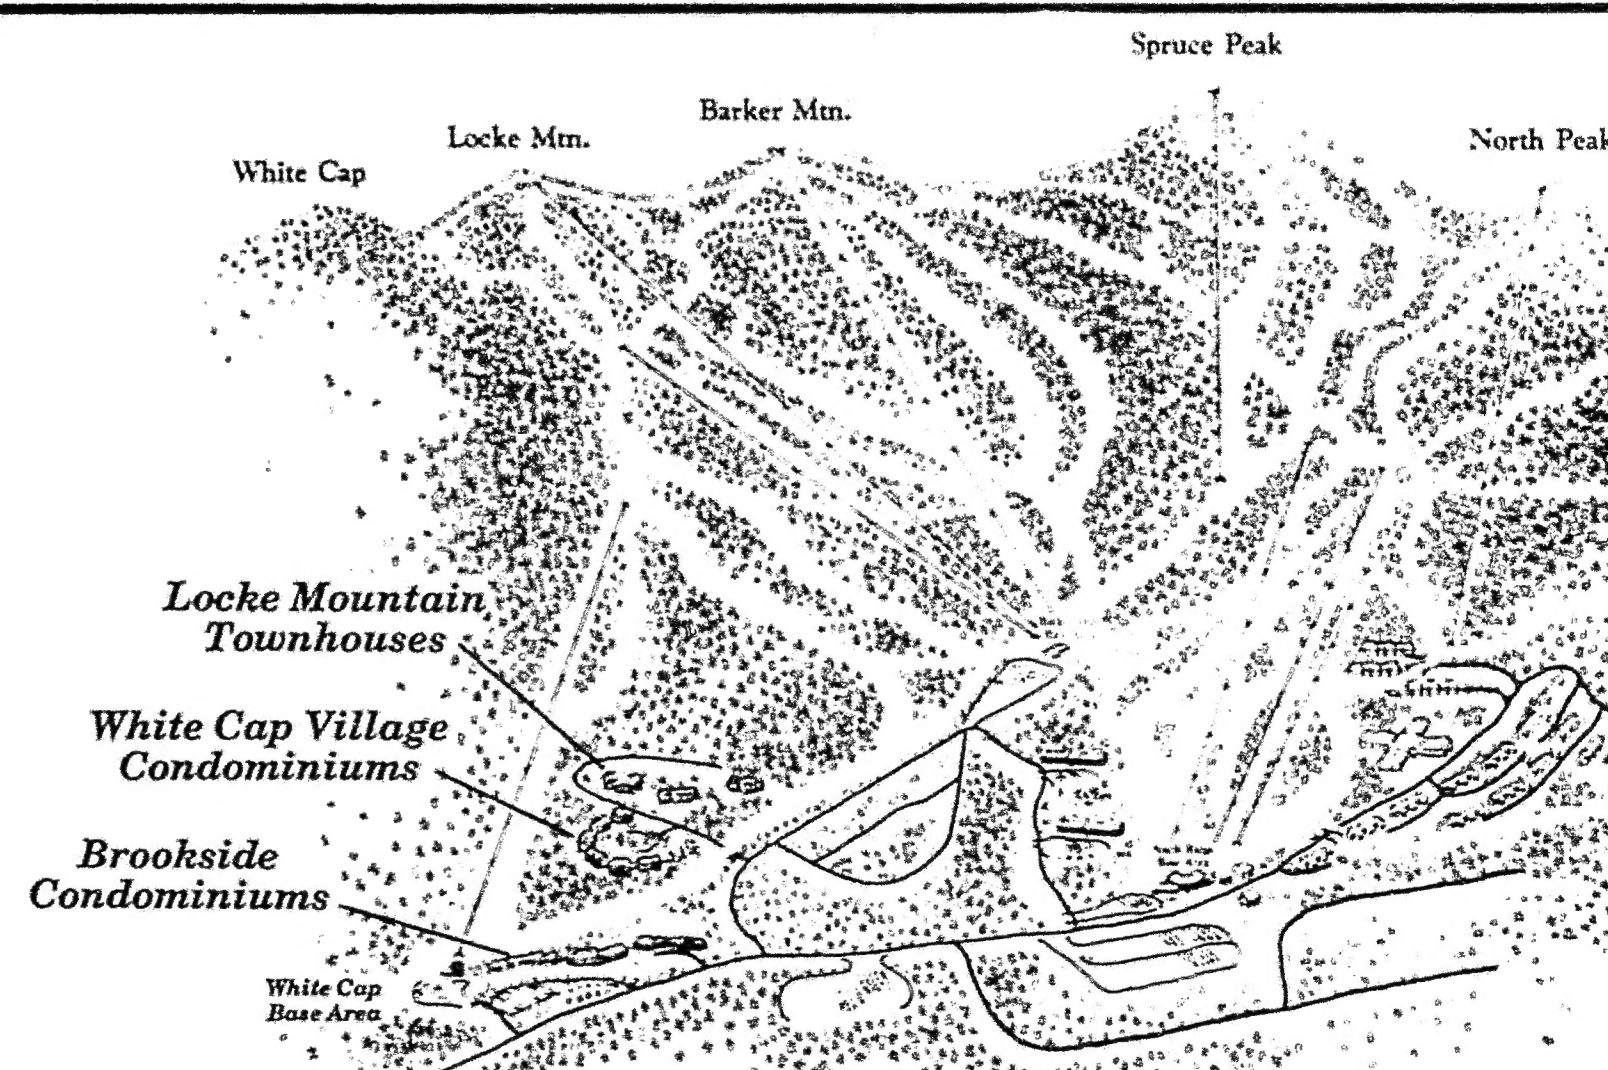 Spruce Peak
Barker Mtn.
Locke Mtn.
North Peak
White Cap
Locke Mountain
Townhouses
White Cap Village
Condominiums
Brookside
Condominiums
White Cap
Base Area